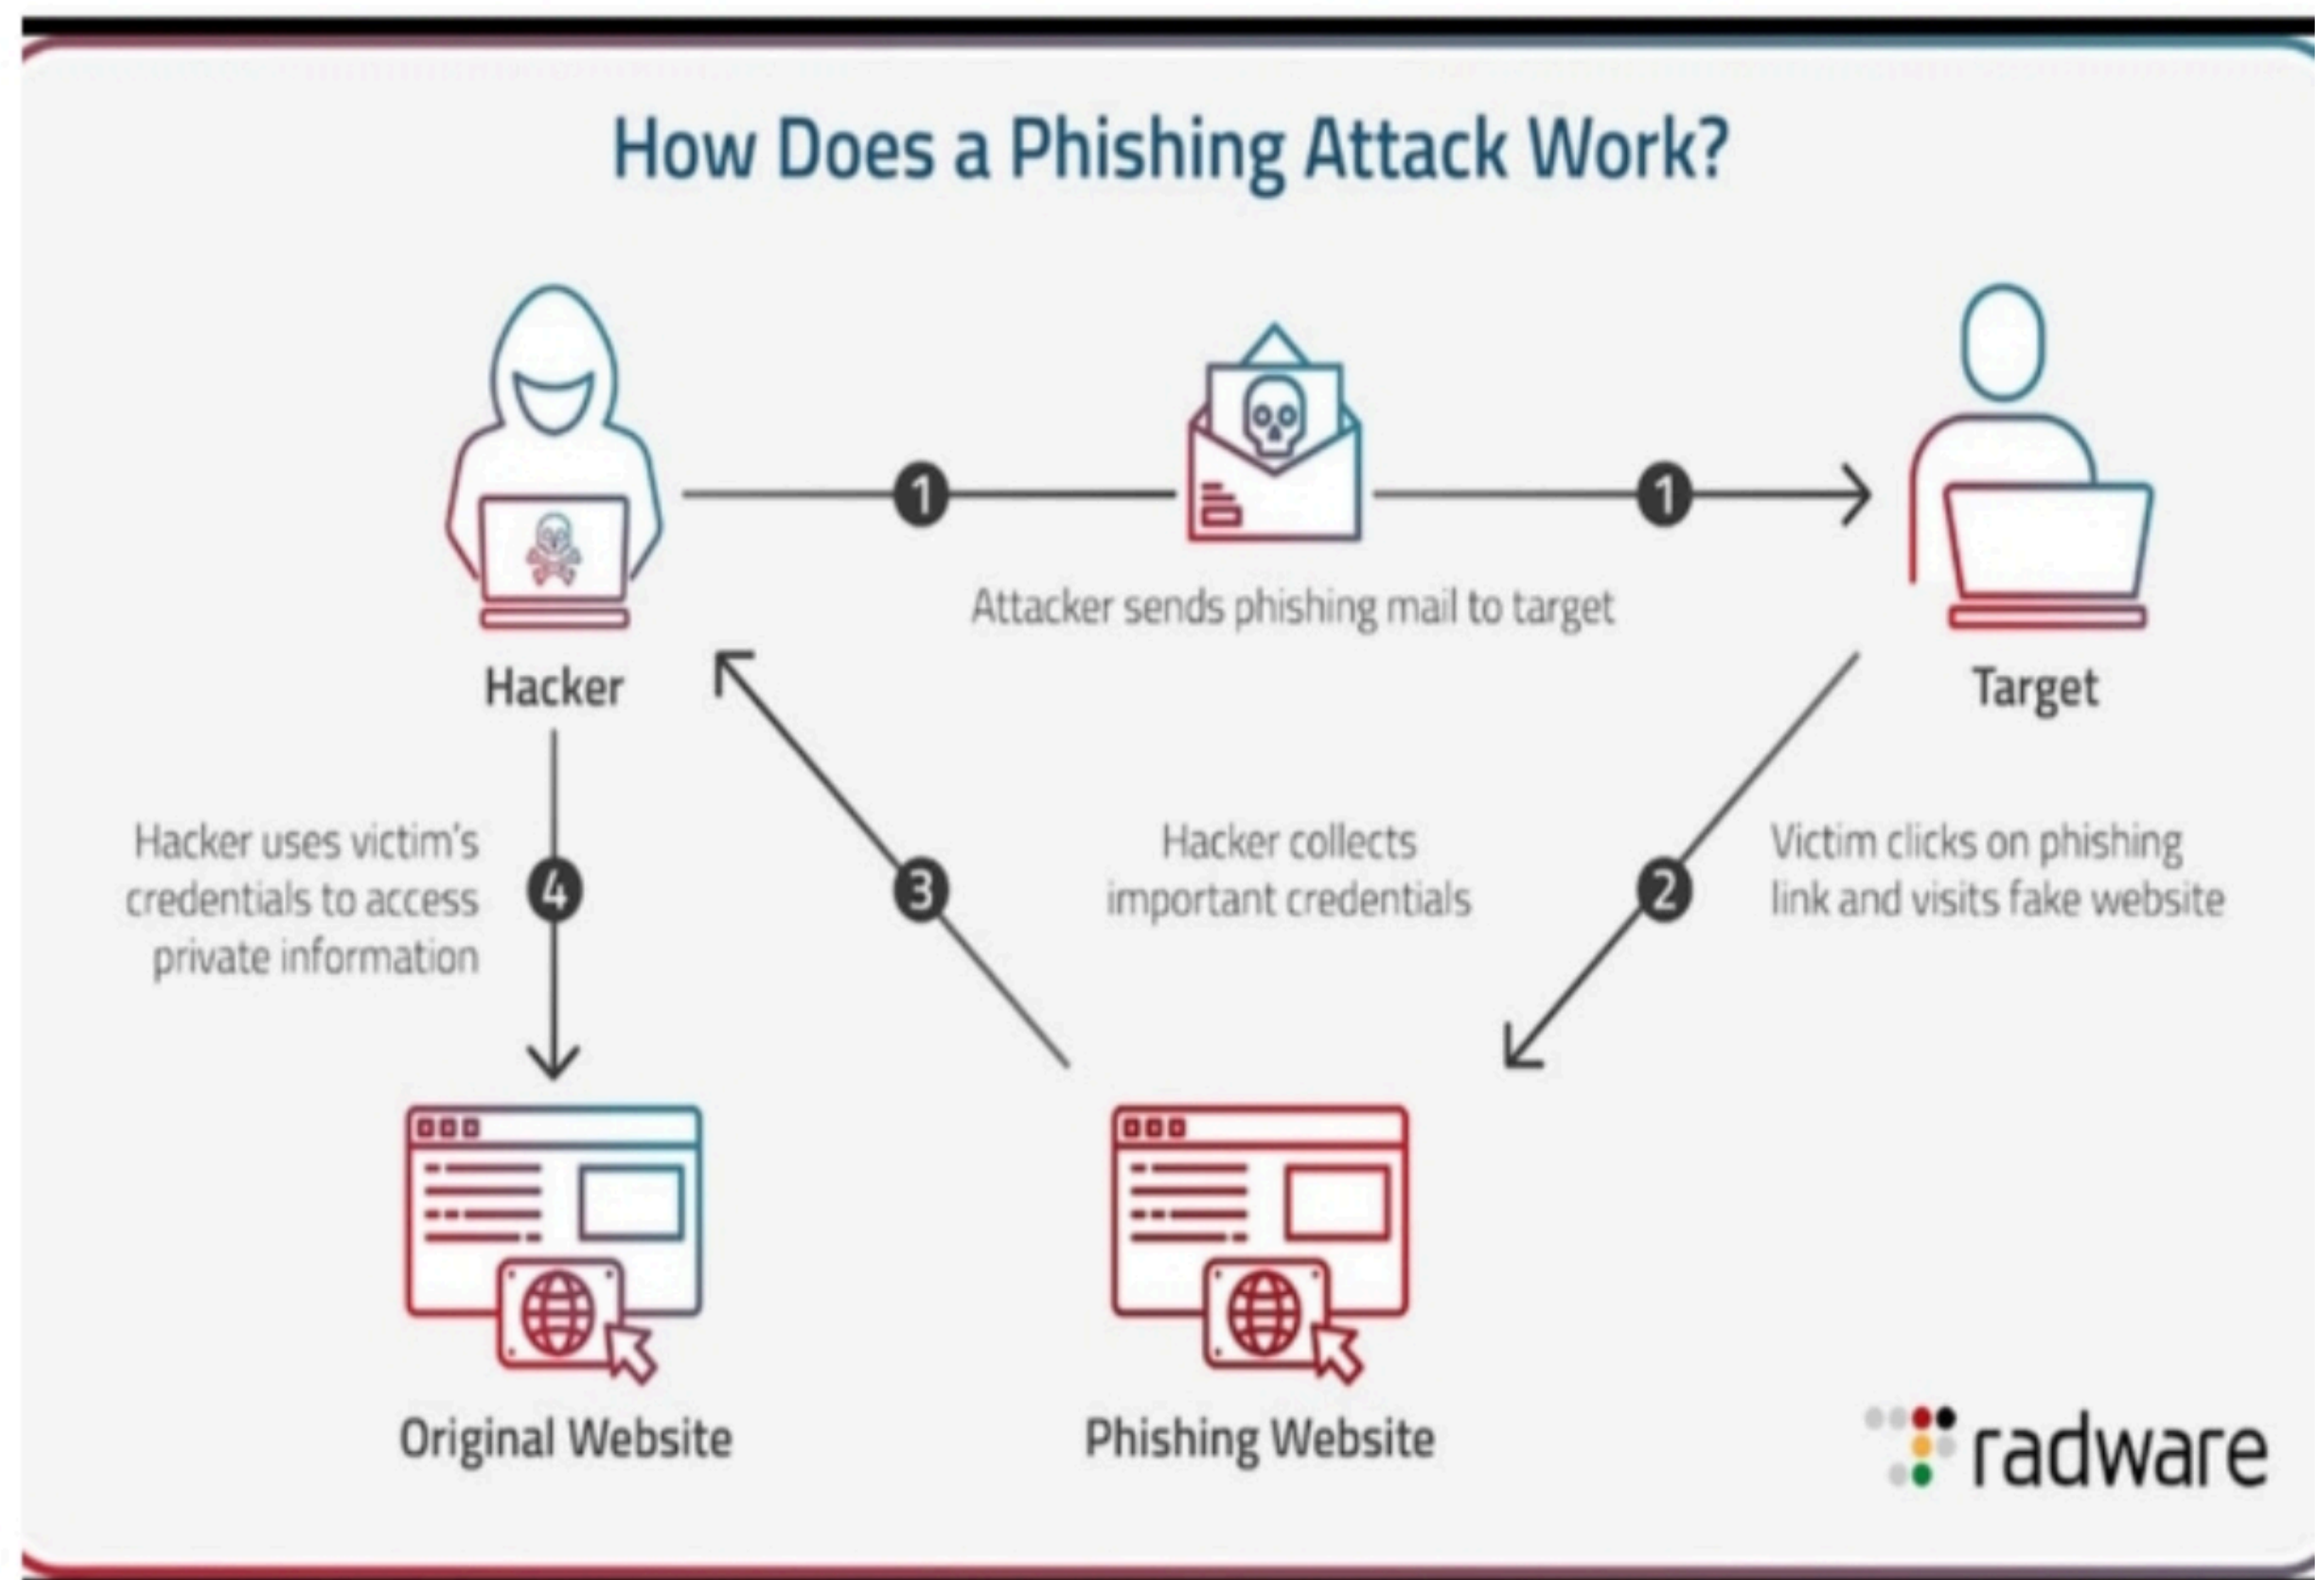 How Does a Phishing Attack Work?
1
1
Attacker sends phishing mail to target
Hacker
Target
Hacker uses victim's
credentials to access
private information
4
3
Hacker collects
important credentials
2
Victim clicks on phishing
link and visits fake website
Original Website
Phishing Website
radware